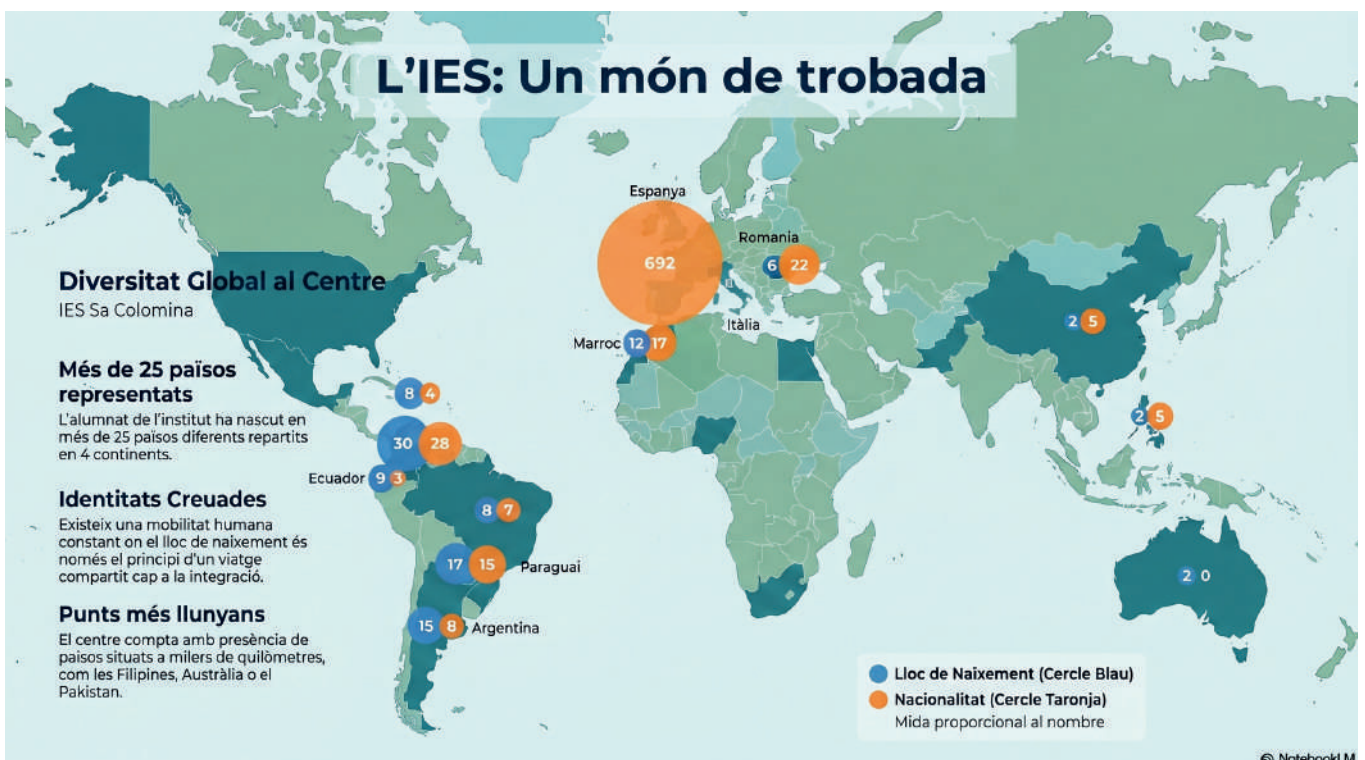 L'IES: Un món de trobada
Diversitat Global al Centre
IES Sa Colomina
Més de 25 països
representats
L'alumnat de l'institut ha nascut en
més de 25 països diferents repartits
en 4 continents.
Identitats Creuades
Existeix una mobilitat humana
constant on el lloc de naixement és
només el principi d'un viatge
compartit cap a la integració.
Punts més llunyans
El centre compta amb presència de
països situats a milers de quilòmetres,
com les Filipines, Austràlia o el
Pakistan.
Espanya
692
Romania
6 22
Itàlia
Marroc 12 17
8 4
30 28
Ecuador 9 3
8 7
17 15 Paraguai
15 8 Argentina
2 5
2 5
2 0
Lloc de Naixement (Cercle Blau)
Nacionalitat (Cercle Taronja)
Mida proporcional al nombre
NotebookLM